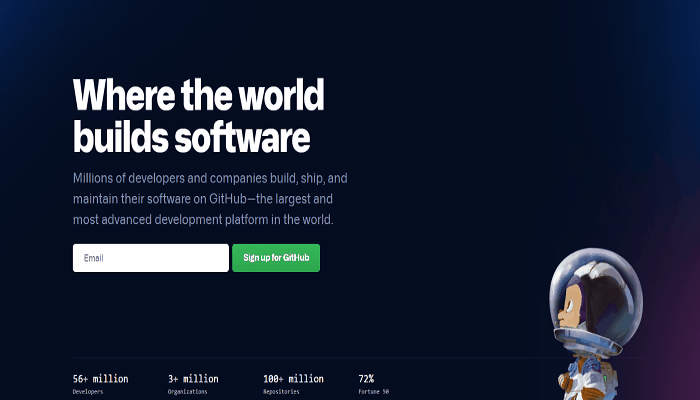 Where the world
builds software
Millions of developers and companies build, ship, and
maintain their software on GitHub—the largest and
most advanced development platform in the world.
Email
Sign up for GitHub
56+ million
Developers
3+ million
Organizations
100+ million
Repositories
72%
Fortune 50